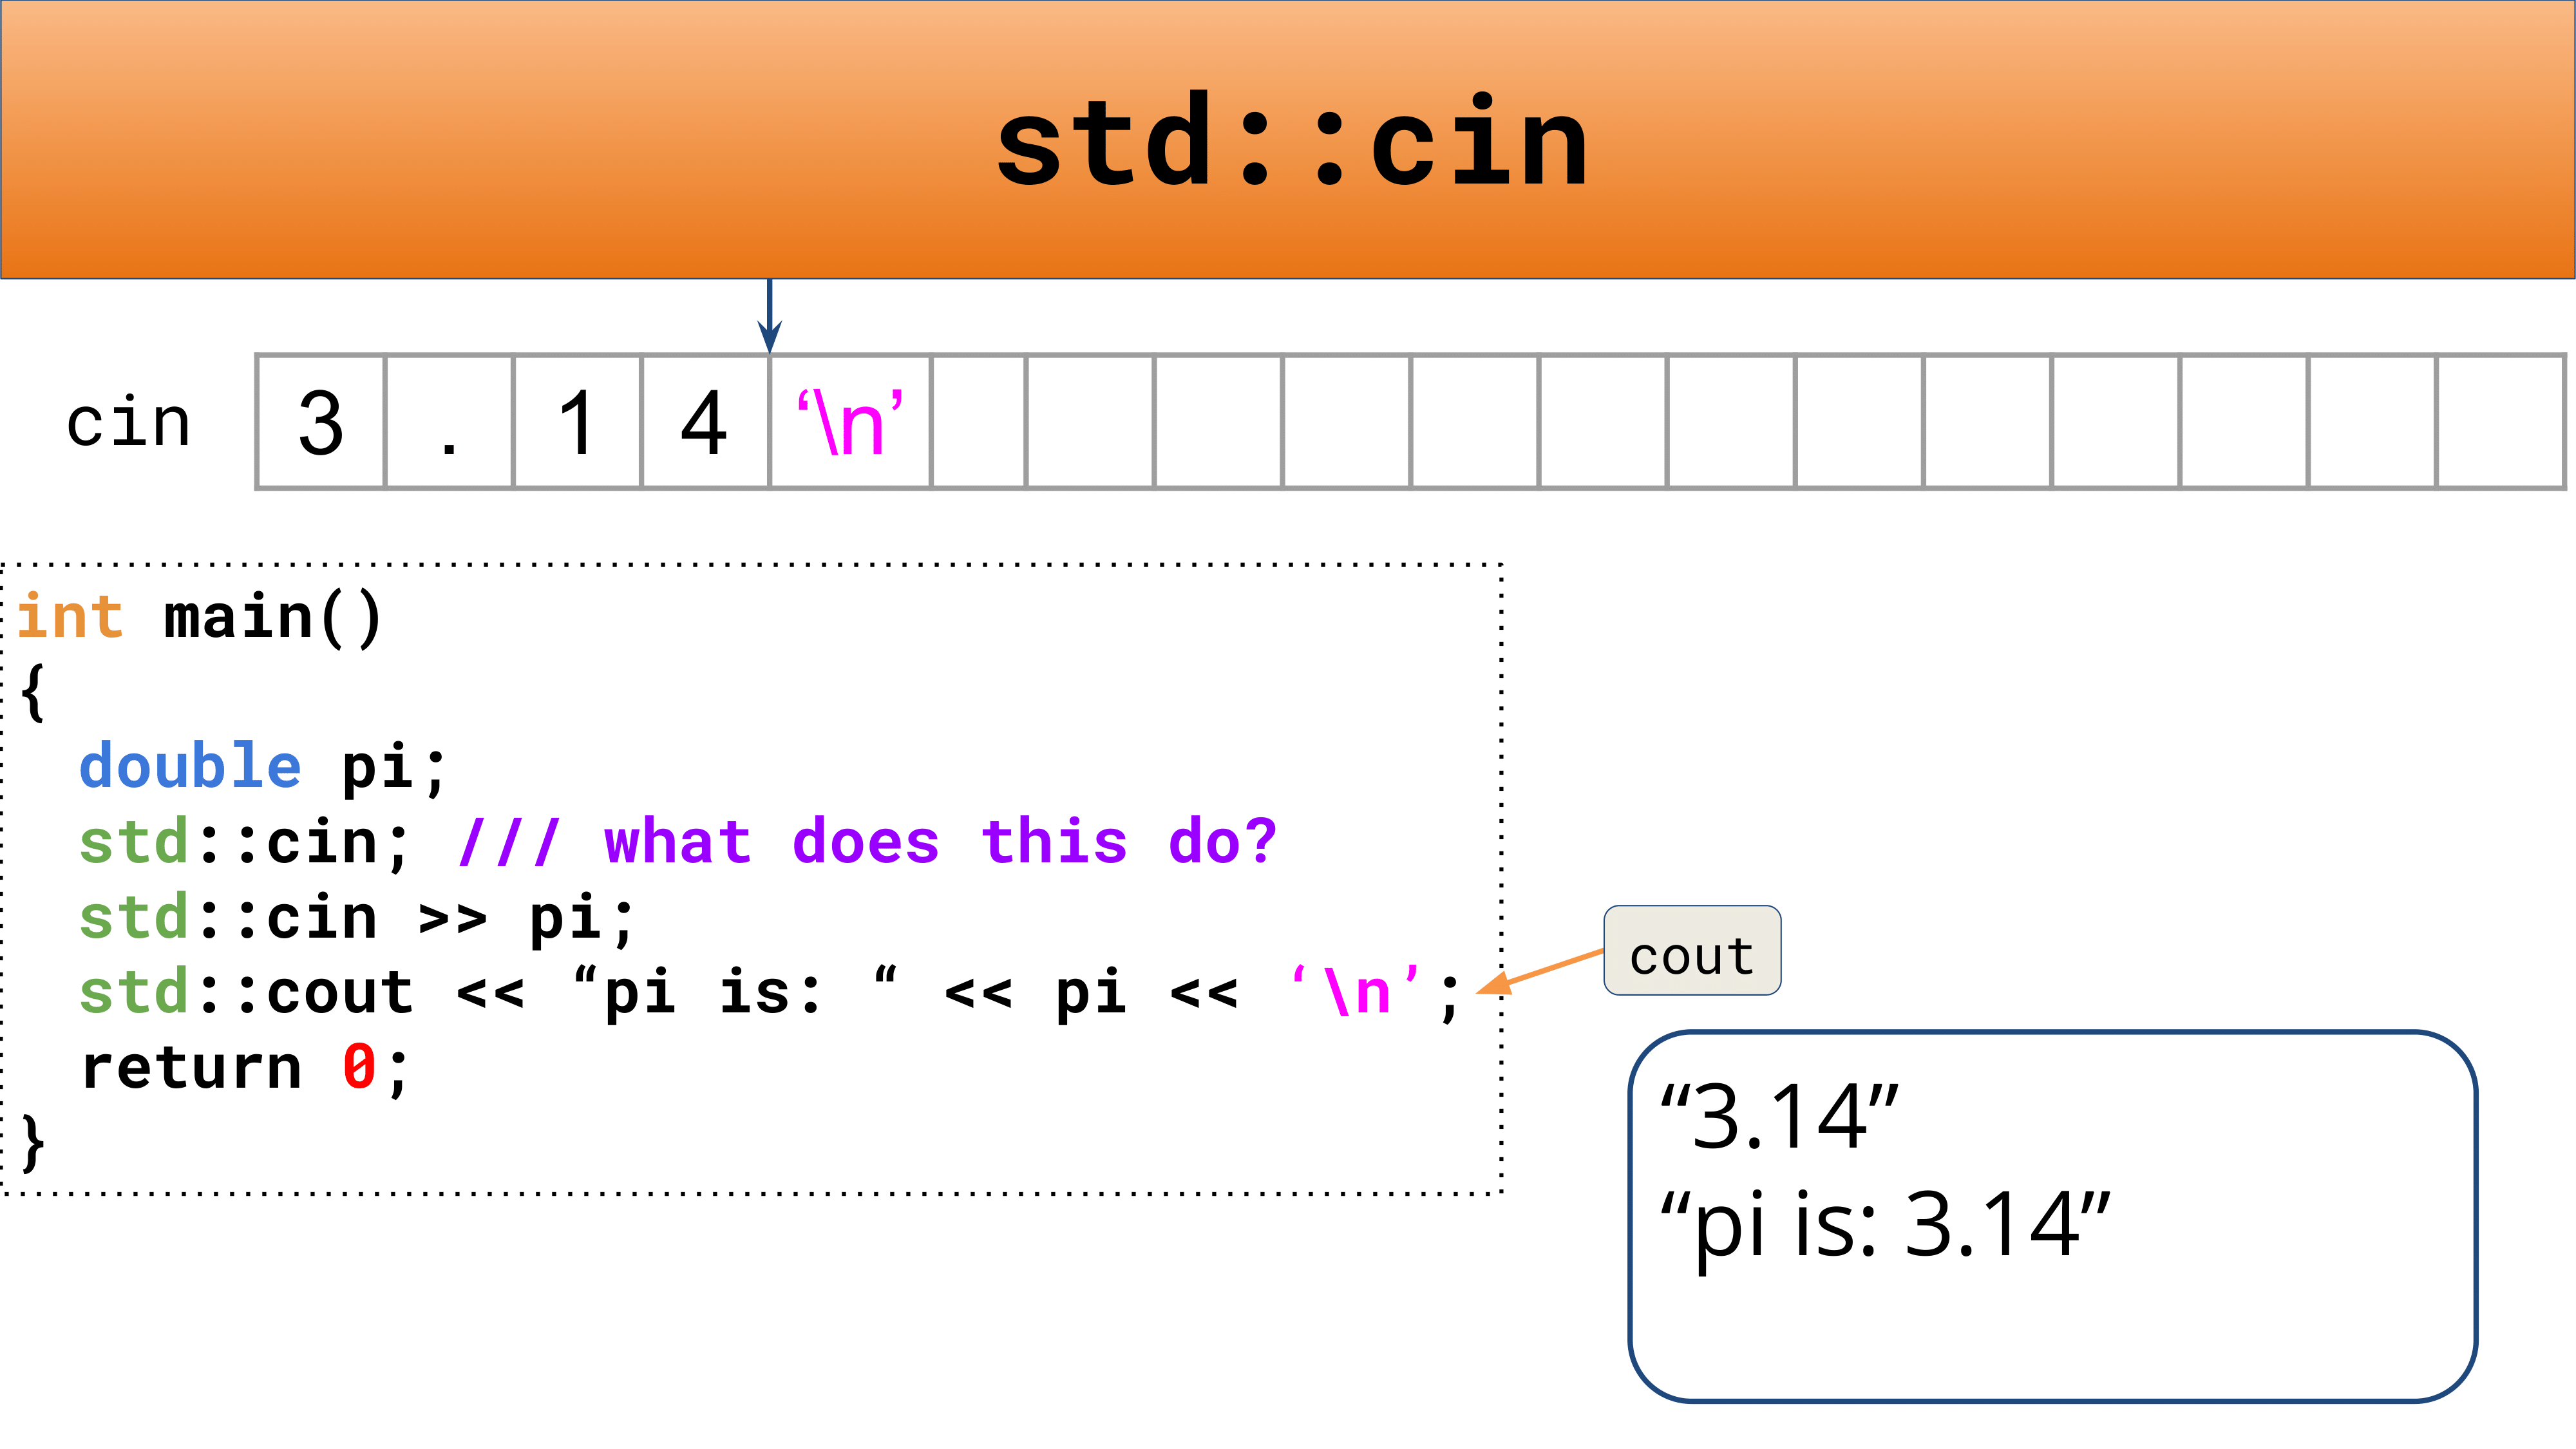 std::cin
cin 3 . 1 4 ‘\n’
int main()
{
double pi;
std::cin; /// what does this do?
std::cin >> pi;
std::cout << “pi is: “ << pi << ‘\n’;
return 0;
}
cout
“3.14”
“pi is: 3.14”